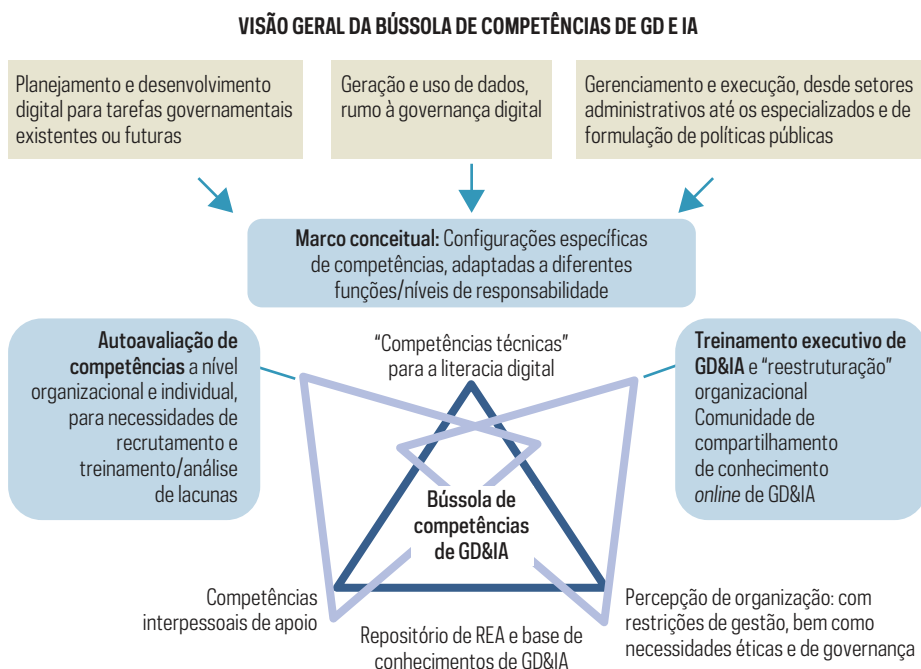 VISÃO GERAL DA BÚSSOLA DE COMPETÊNCIAS DE GD E IA
Planejamento e desenvolvimento
digital para tarefas governamentais
existentes ou futuras
Geração e uso de dados,
rumo à governança digital
Gerenciamento e execução, desde setores
administrativos até os especializados e de
formulação de políticas públicas
Marco conceitual: Configurações específicas
de competências, adaptadas a diferentes
funções/níveis de responsabilidade
Autoavaliação de
competências a nível
organizacional e individual,
para necessidades de
recrutamento e
treinamento/análise
de lacunas
“Competências técnicas”
para a literacia digital
Treinamento executivo de
GD&IA e “reestruturação”
organizacional
Comunidade de
compartilhamento
de conhecimento
online de GD&IA
Bússola de
competências
de GD&IA
Competências
interpessoais de apoio
Repositório de REA e base de
conhecimentos de GD&IA
Percepção de organização: com
restrições de gestão, bem como
necessidades éticas e de governança